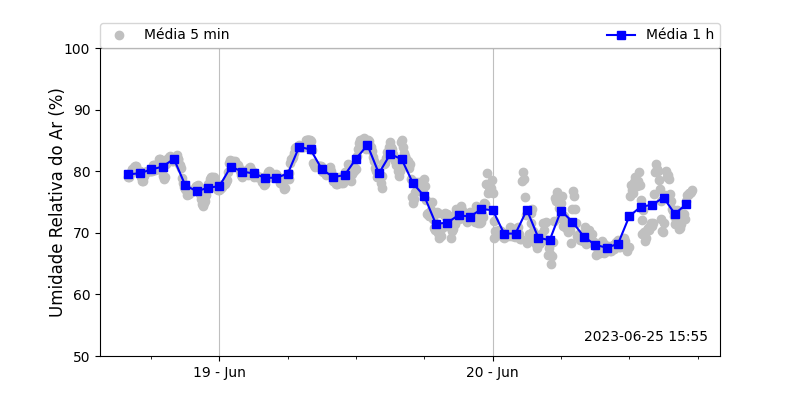 Média 5 min
Média 1 h
100
90
80
70
60
50
Umidade Relativa do Ar (%)
2023-06-25 15:55
19 - Jun
20 - Jun